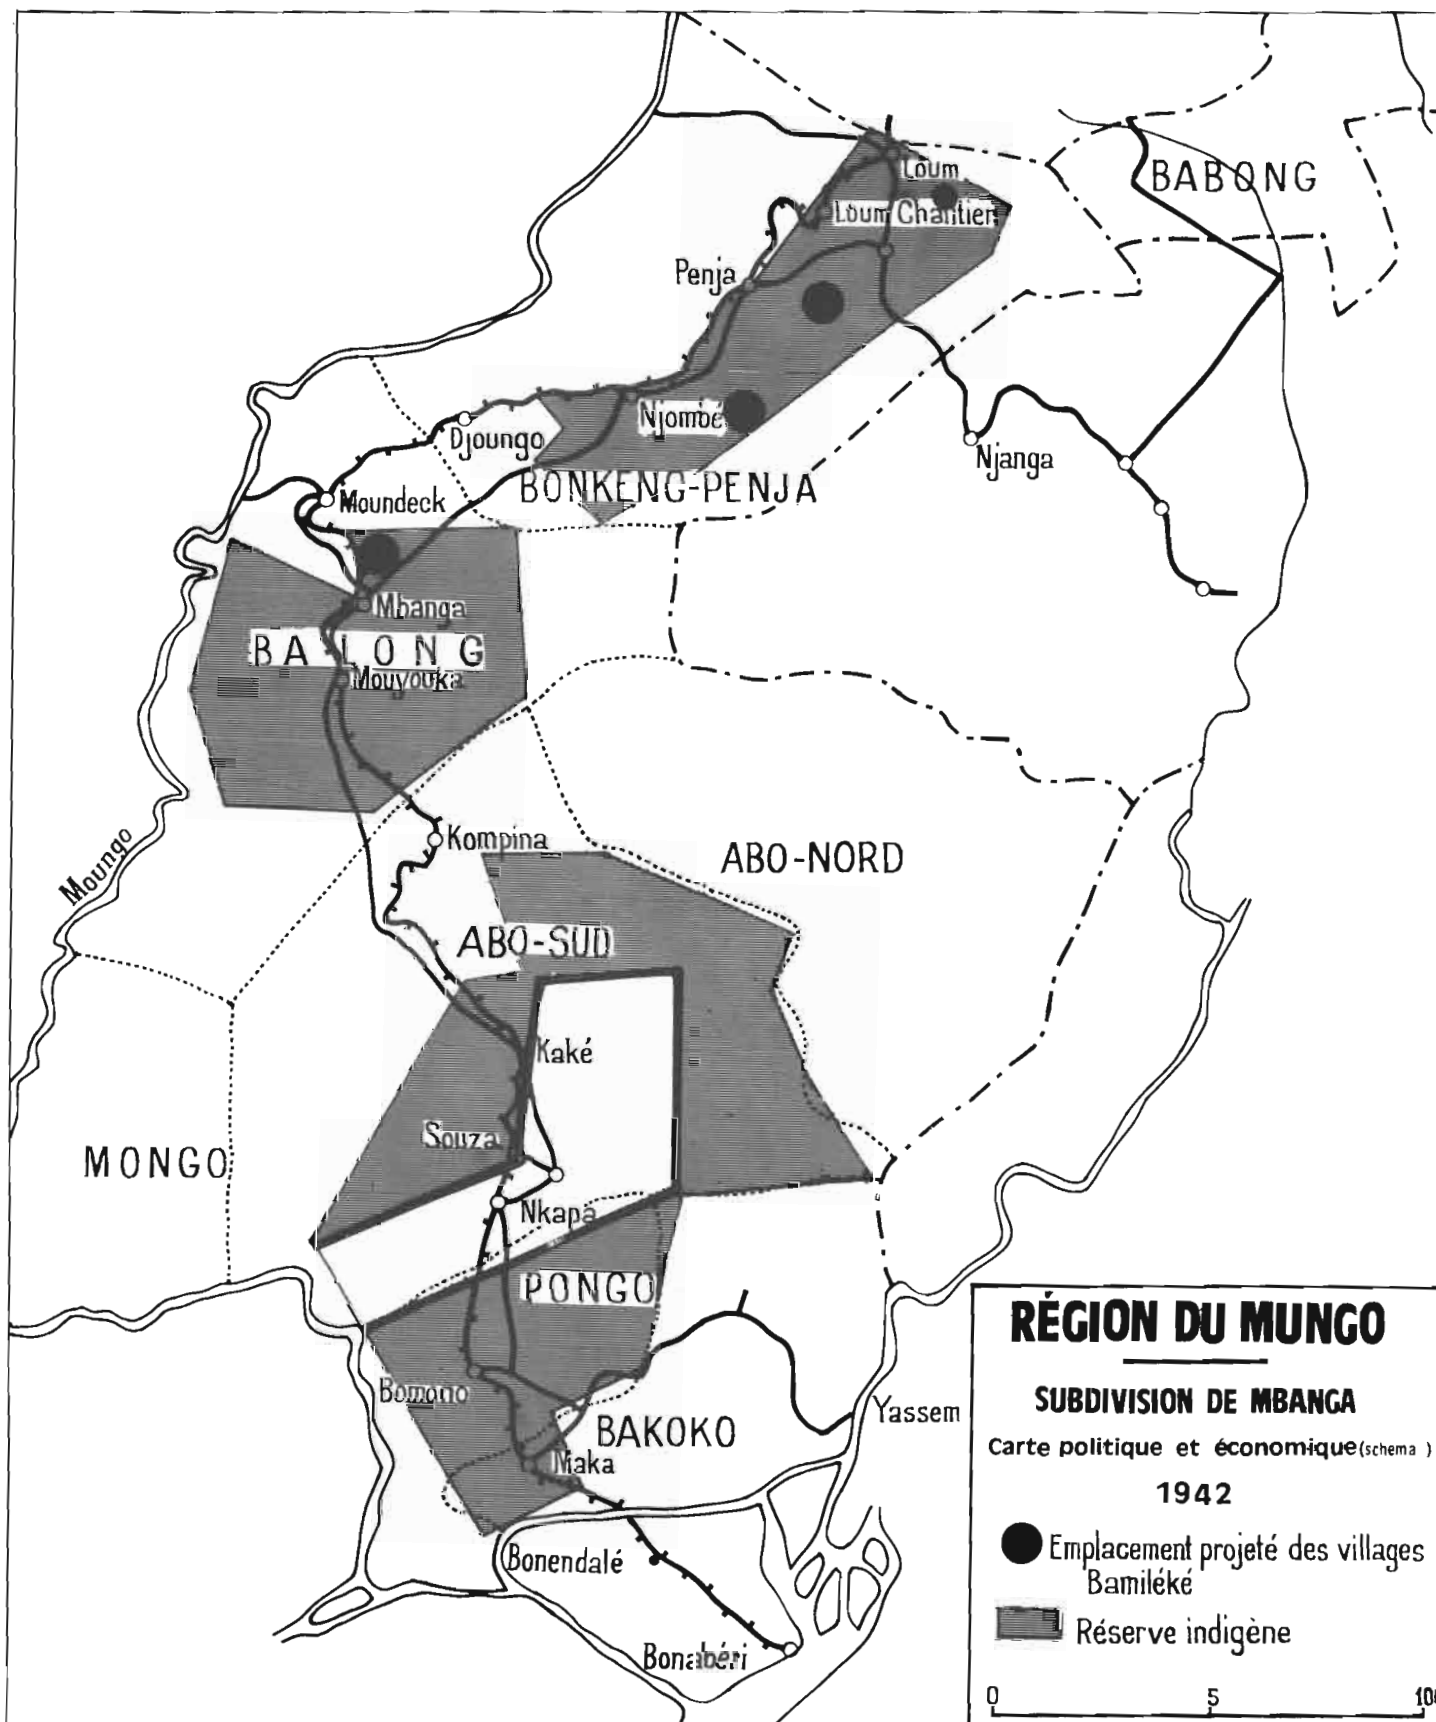 Loum
BABONG
Loum Chantier
Penja
Njombé
Djoungo
Njanga
BONKENG-PENJA
Moundeck
Mbanga
BALONG
Mouyouka
Moungo
Kompina
ABO-NORD
ABO-SUD
Kaké
Souza
MONGO
Nkapa
PONGO
Bomono
BAKOKO
Yassem
Maka
Bonendalé
Bonabéri
RÉGION DU MUNGO
SUBDIVISION DE MBANGA
Carte politique et économique (schema)
1942
Emplacement projeté des villages
Bamiléké
Réserve indigène
0 5